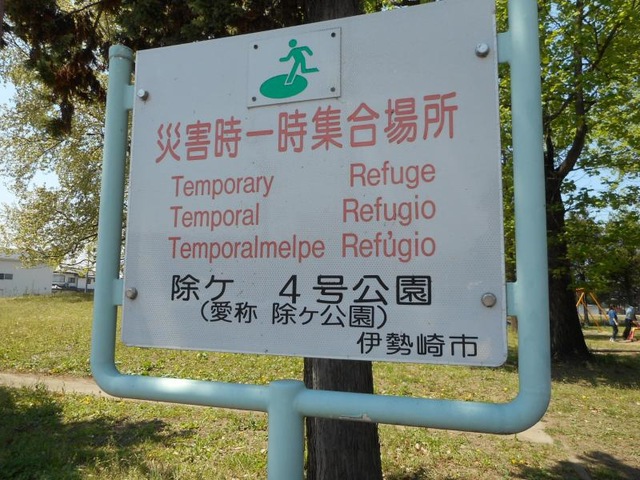 災害時一時集合場所
Temporary Refuge
Temporal Refugio
Temporalmelpe Refúgio
除ケ 4号公園
(愛称 除ケ公園)
伊勢崎市